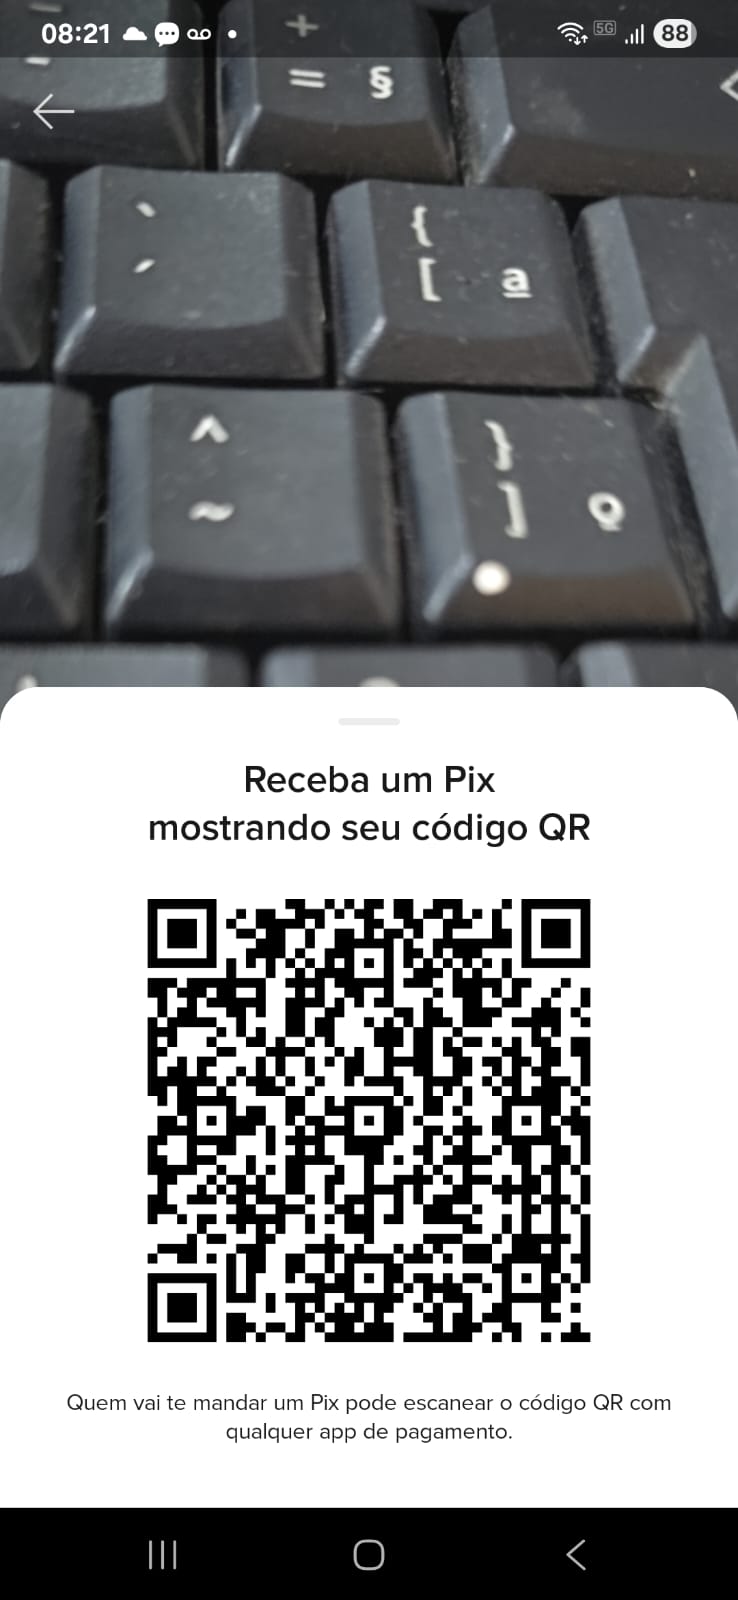 08:21
5G
88
+
= §
`
´
{
[ ª
^
~
}
] º
Receba um Pix
mostrando seu código QR
Quem vai te mandar um Pix pode escanear o código QR com
qualquer app de pagamento.